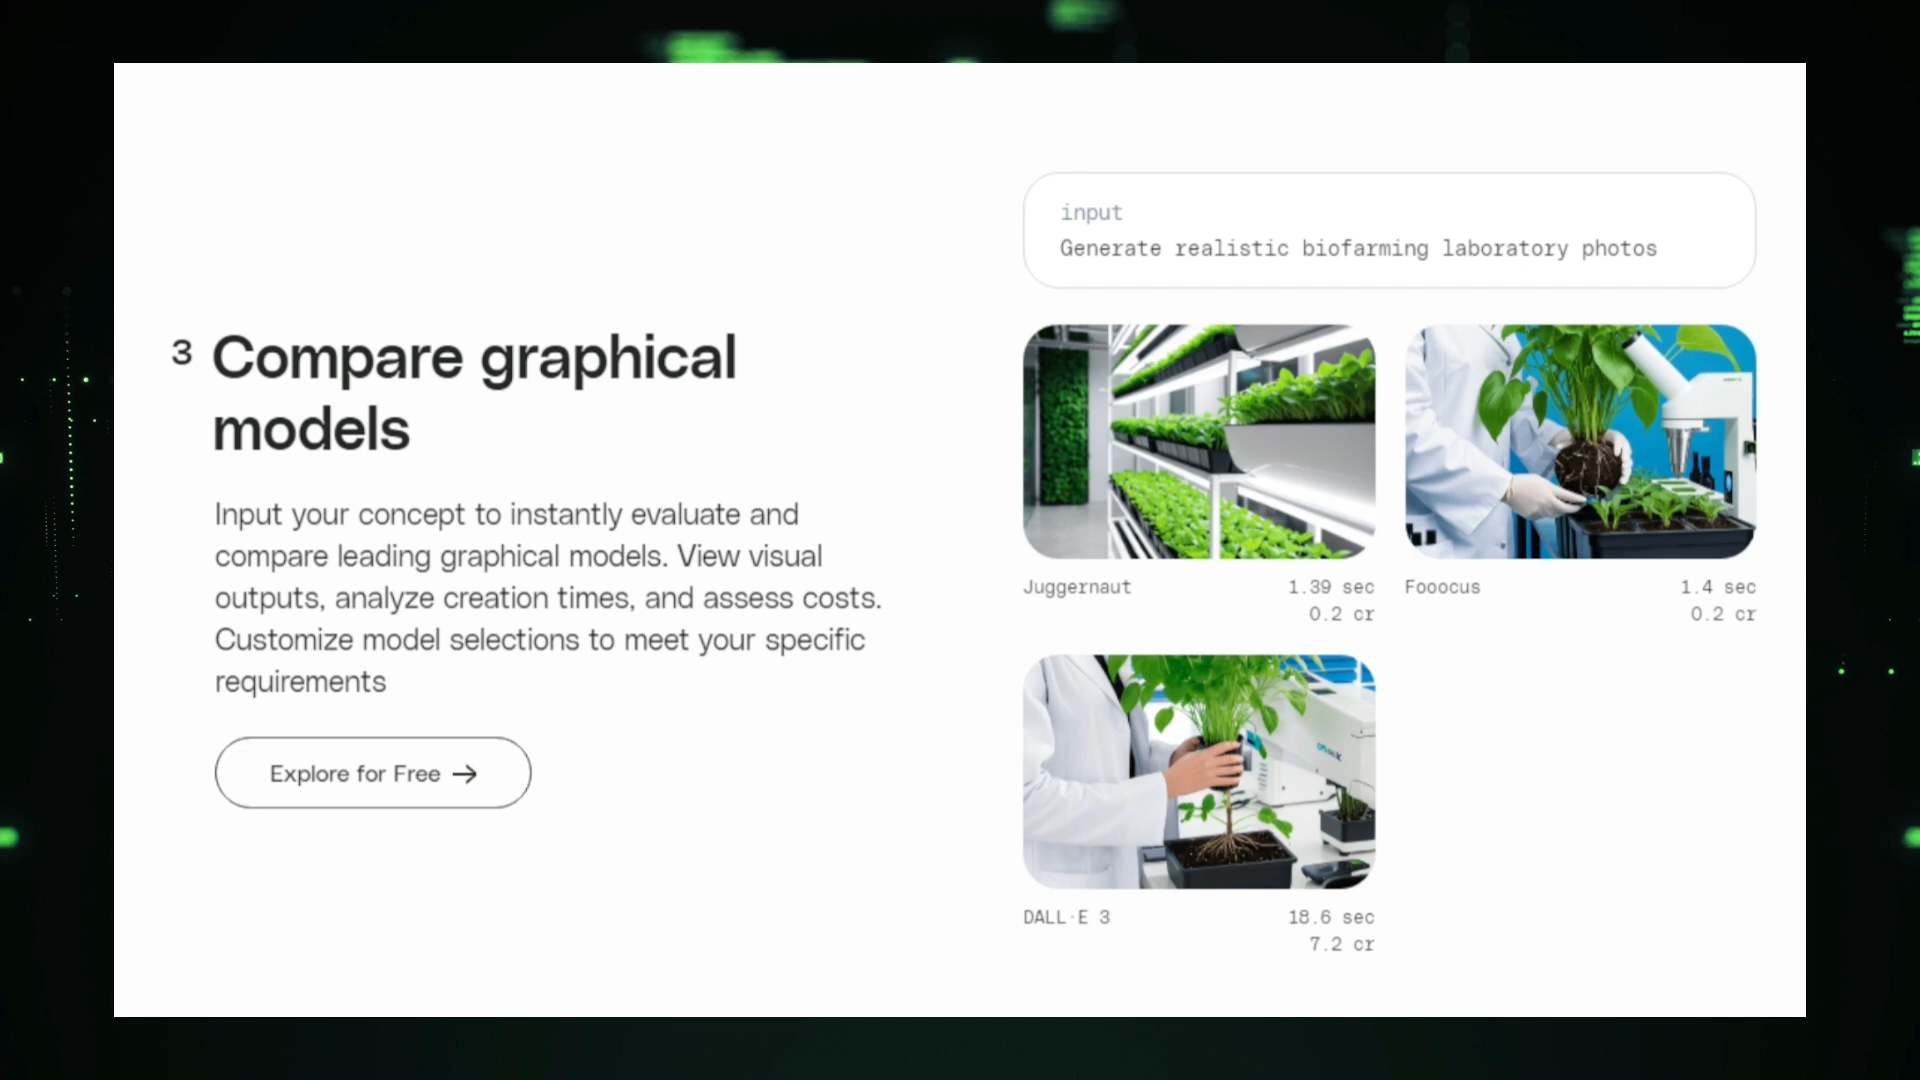 3
Compare graphical
models
Input your concept to instantly evaluate and
compare leading graphical models. View visual
outputs, analyze creation times, and assess costs.
Customize model selections to meet your specific
requirements
Explore for Free →
input
Generate realistic biofarming laboratory photos
Juggernaut 1.39 sec
0.2 cr
Fooocus 1.4 sec
0.2 cr
DALL·E 3 18.6 sec
7.2 cr